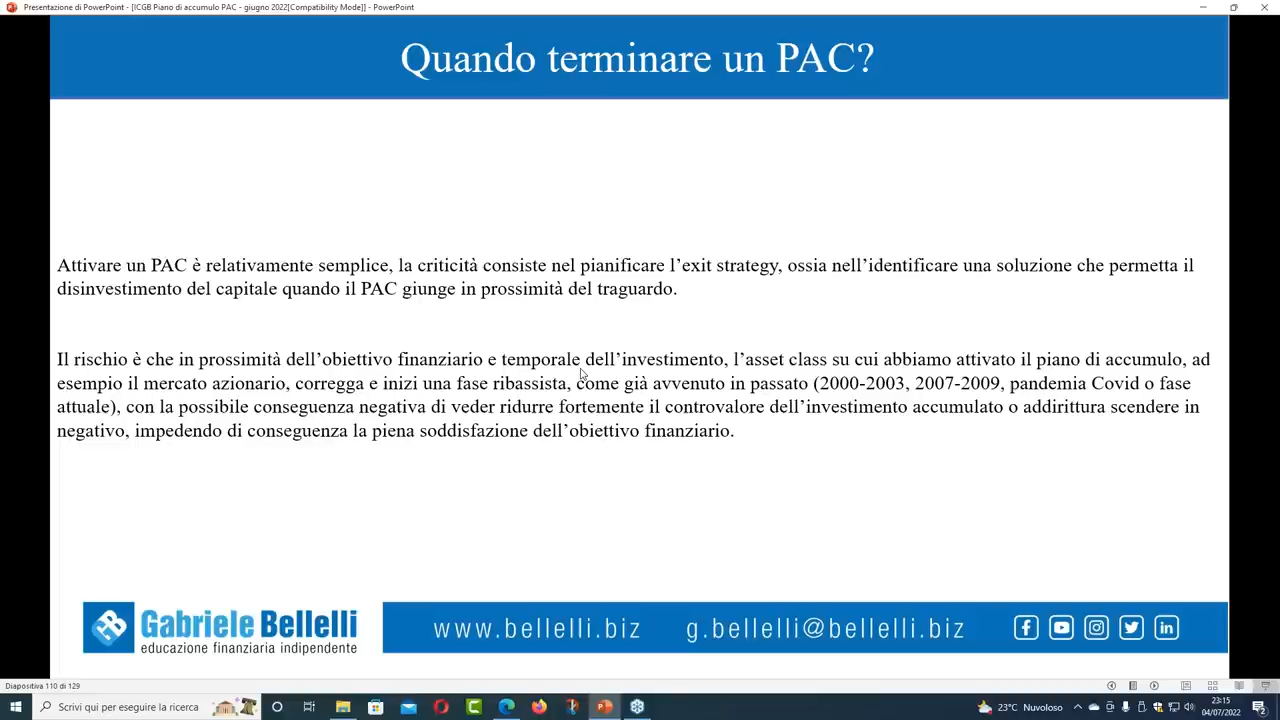 Presentazione di PowerPoint - [ICGB Piano di accumulo PAC - giugno 2022[Compatibility Mode]] - PowerPoint
Quando terminare un PAC?
Attivare un PAC è relativamente semplice, la criticità consiste nel pianificare l’exit strategy, ossia nell’identificare una soluzione che permetta il
disinvestimento del capitale quando il PAC giunge in prossimità del traguardo.
Il rischio è che in prossimità dell’obiettivo finanziario e temporale dell’investimento, l’asset class su cui abbiamo attivato il piano di accumulo, ad
esempio il mercato azionario, corregga e inizi una fase ribassista, come già avvenuto in passato (2000-2003, 2007-2009, pandemia Covid o fase
attuale), con la possibile conseguenza negativa di veder ridurre fortemente il controvalore dell’investimento accumulato o addirittura scendere in
negativo, impedendo di conseguenza la piena soddisfazione dell’obiettivo finanziario.
Gabriele Bellelli
educazione finanziaria indipendente
www.bellelli.biz g.bellelli@bellelli.biz
Diapositiva 110 di 129
Scrivi qui per eseguire la ricerca
23°C Nuvoloso
23:15
04/07/2022
2